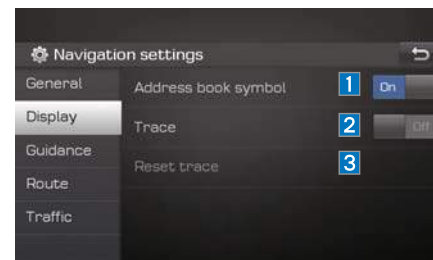 Navigation settings
General
Address book symbol 1 On
Display
Trace 2 Off
Guidance
Reset trace 3
Route
Traffic